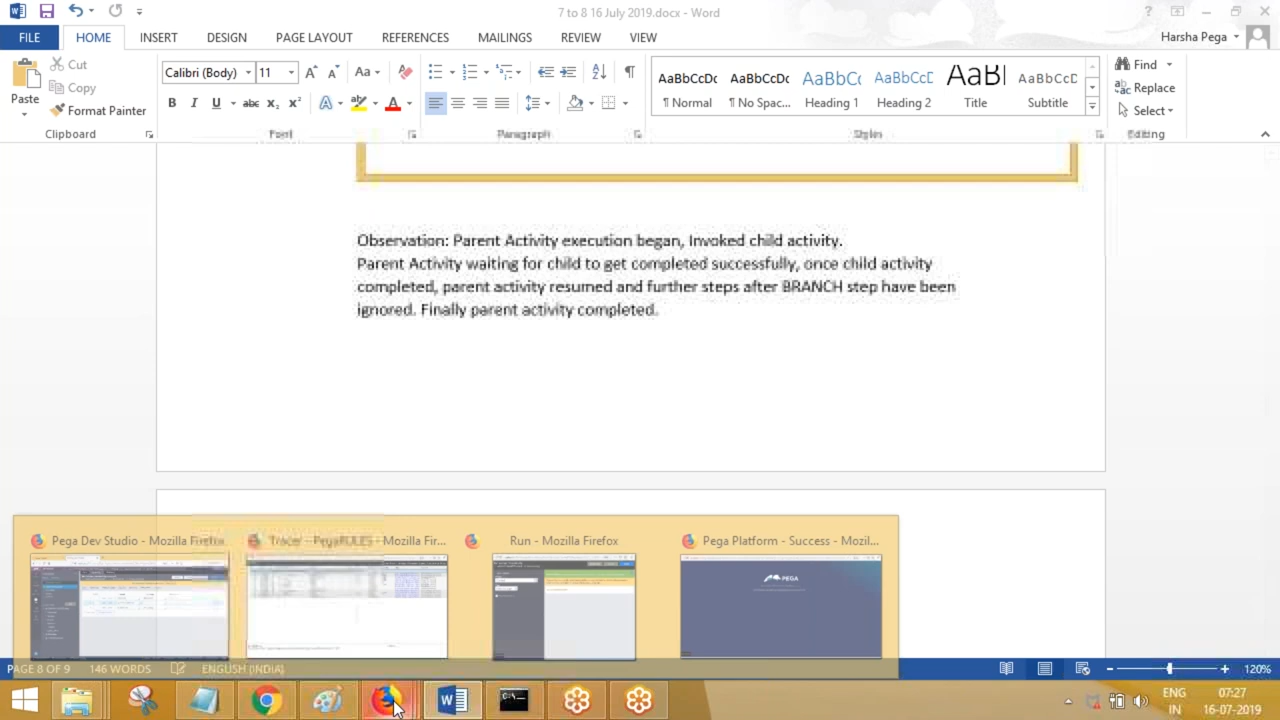 7 to 8 16 July 2019.docx - Word
FILE HOME INSERT DESIGN PAGE LAYOUT REFERENCES MAILINGS REVIEW VIEW Harsha Pega
Paste
Cut
Copy
Format Painter
Clipboard
Calibri (Body) 11
Font
Paragraph
AaBbCcDc AaBbCcDc AaBbCc AaBbCcD AaBl AaBbCcD
¶ Normal ¶ No Spac... Heading 1 Heading 2 Title Subtitle
Styles
Find
Replace
Select
Editing
Observation: Parent Activity execution began, Invoked child activity.
Parent Activity waiting for child to get completed successfully, once child activity
completed, parent activity resumed and further steps after BRANCH step have been
ignored. Finally parent activity completed.
Pega Dev Studio - Mozilla Firefox
Tracer - PegaRULES - Mozilla Fir...
Run - Mozilla Firefox
Pega Platform - Success - Mozil...
PEGA
PAGE 8 OF 9 146 WORDS ENGLISH (INDIA) 120%
ENG 07:27
IN 16-07-2019